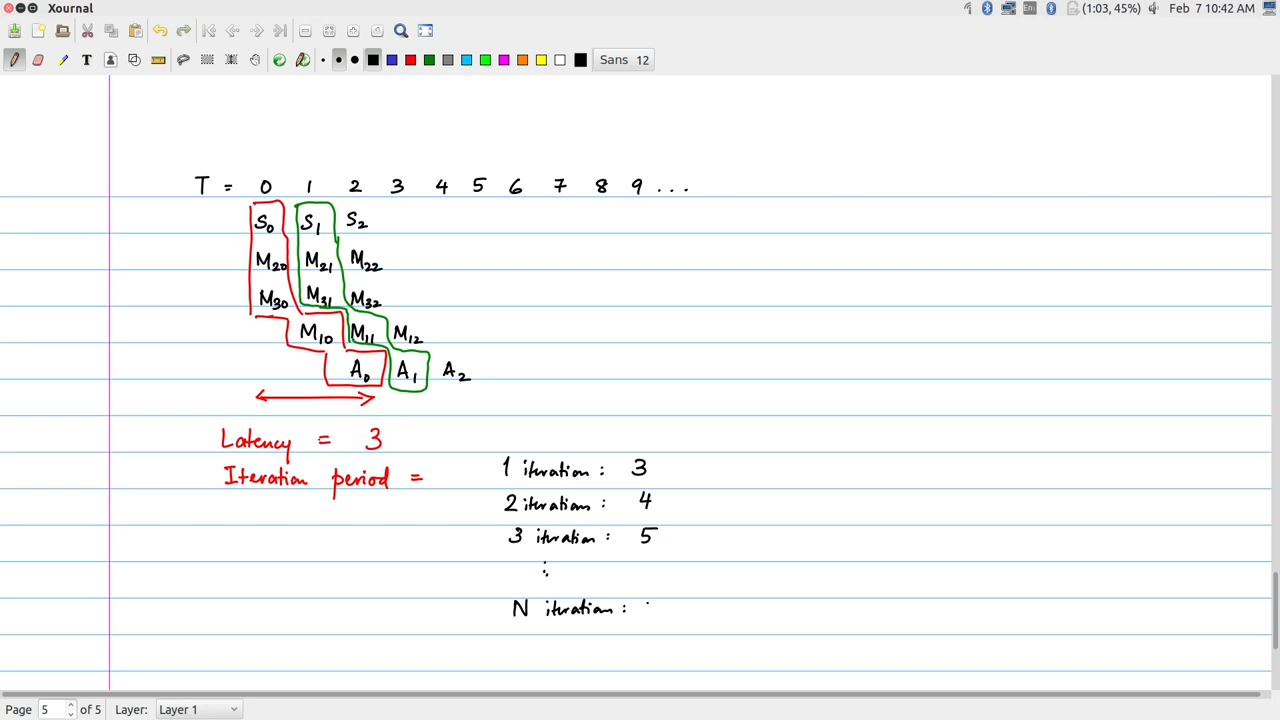 Xournal
(1:03, 45%) Feb 7 10:42 AM
En
T
Sans 12
T = 0 1 2 3 4 5 6 7 8 9 ...
S₀ S₁ S₂
M₂₀ M₂₁ M₂₂
M₃₀ M₃₁ M₃₂
M₁₀ M₁₁ M₁₂
A₀ A₁ A₂
Latency = 3
Iteration period =
1 iteration : 3
2 iterations : 4
3 iteration : 5
⋮
N iteration :
Page 5 of 5 Layer: Layer 1